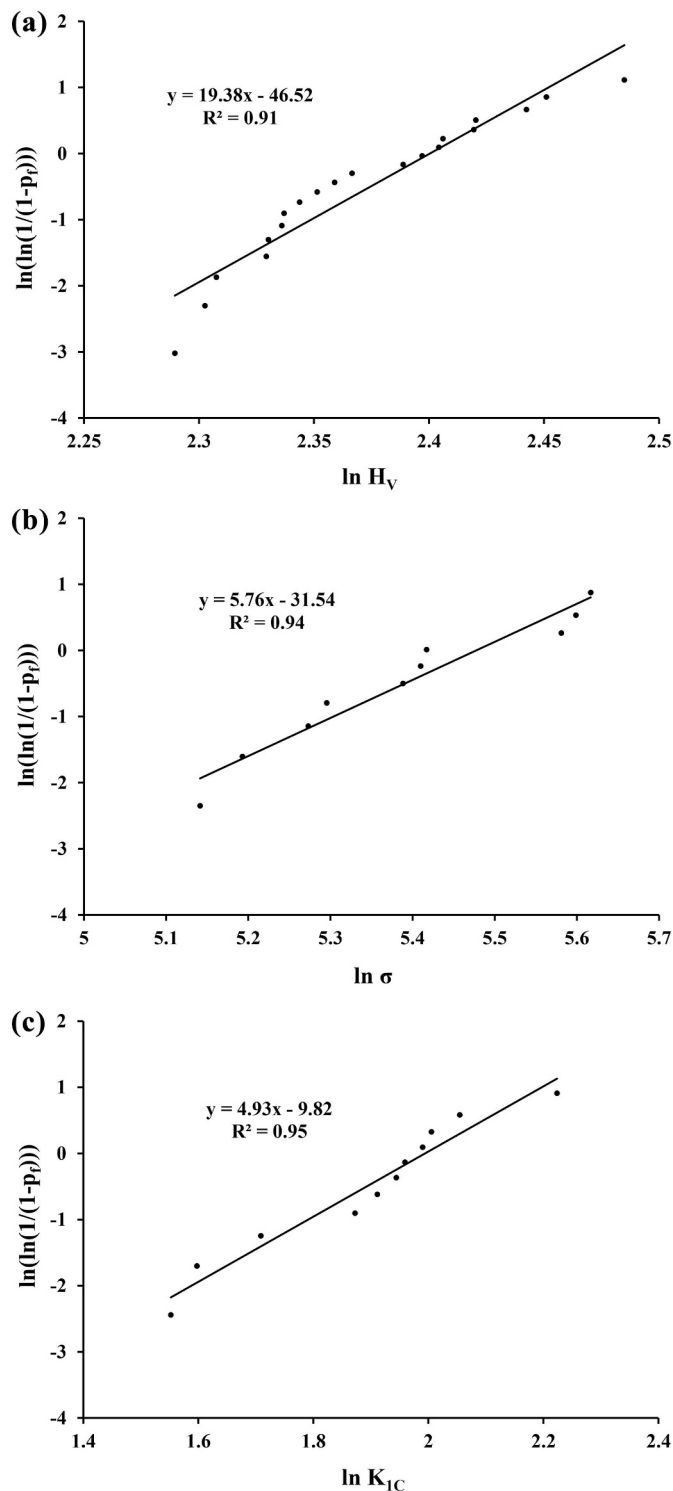 (a)
2
1
0
-1
-2
-3
-4
ln(ln(1/(1-pf)))
y = 19.38x - 46.52
R² = 0.91
2.25 2.3 2.35 2.4 2.45 2.5
ln HV
(b)
2
1
0
-1
-2
-3
-4
ln(ln(1/(1-pf)))
y = 5.76x - 31.54
R² = 0.94
5 5.1 5.2 5.3 5.4 5.5 5.6 5.7
ln σ
(c)
2
1
0
-1
-2
-3
-4
ln(ln(1/(1-pf)))
y = 4.93x - 9.82
R² = 0.95
1.4 1.6 1.8 2 2.2 2.4
ln K1C